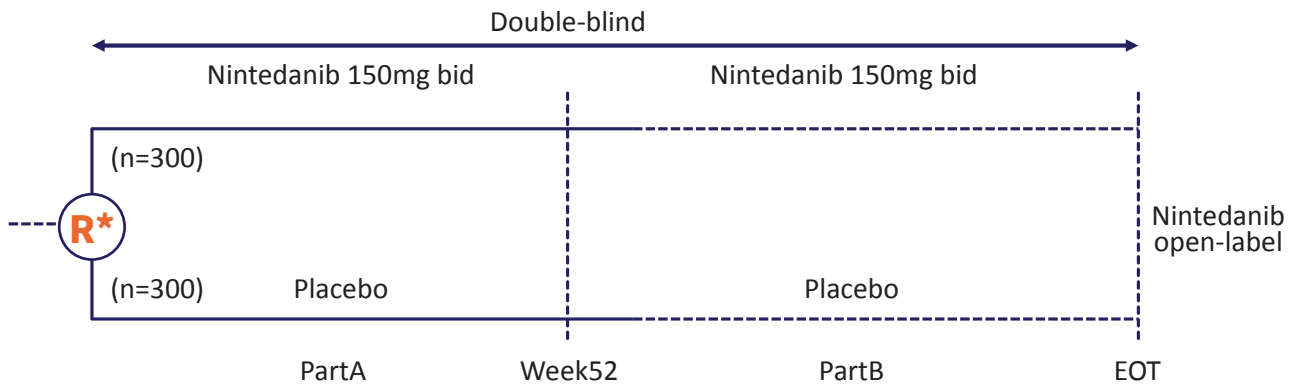 Double-blind
Nintedanib 150mg bid
Nintedanib 150mg bid
(n=300)
R*
Nintedanib
open-label
(n=300)
Placebo
Placebo
PartA
Week52
PartB
EOT